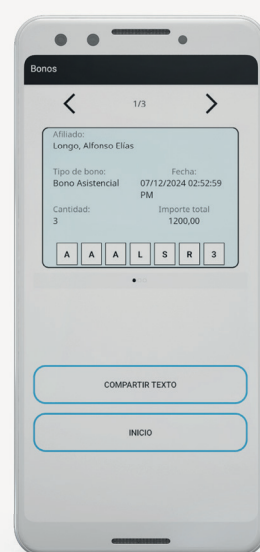 Bonos
1/3
Afiliado:
Longo, Alfonso Elías
Tipo de bono: Fecha:
Bono Asistencial 07/12/2024 02:52:59
PM
Cantidad: Importe total
3 1200,00
A A A L S R 3
COMPARTIR TEXTO
INICIO